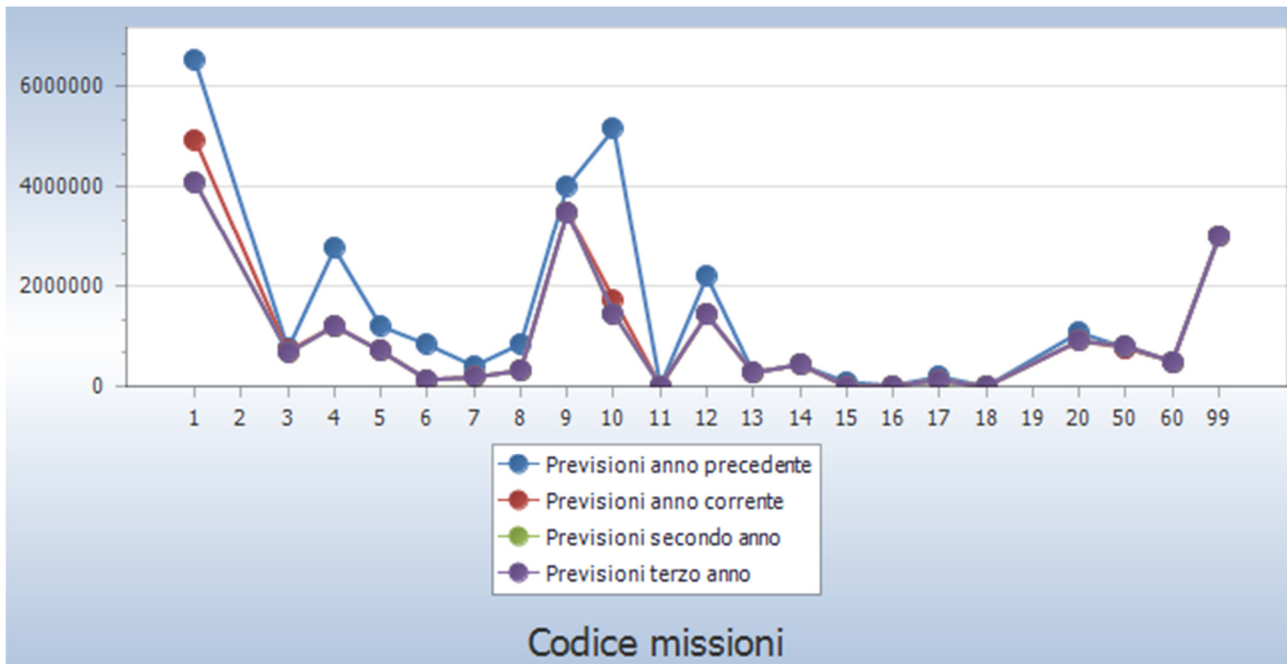 6000000
4000000
2000000
0
1 2 3 4 5 6 7 8 9 10 11 12 13 14 15 16 17 18 19 20 50 60 99
Previsioni anno precedente
Previsioni anno corrente
Previsioni secondo anno
Previsioni terzo anno
Codice missioni